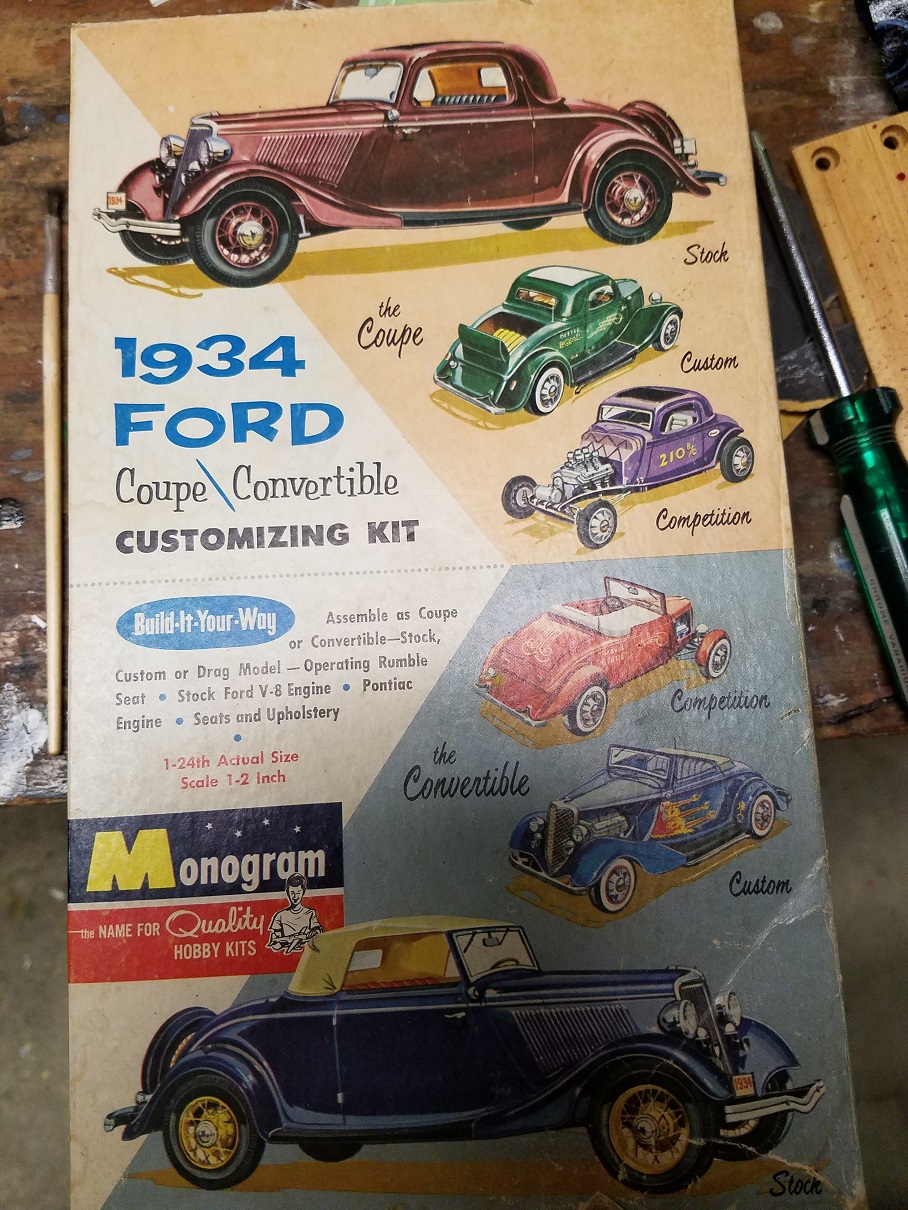 1934
Stock
the
Coupe
Custom
1934
FORD
Coupe\Convertible
CUSTOMIZING KIT
210 B/C
Competition
Build-It-Your-Way
Assemble as Coupe
or Convertible—Stock,
Custom or Drag Model — Operating Rumble
Seat • Stock Ford V-8 Engine • Pontiac
Engine • Seats and Upholstery
1-24th Actual Size
Scale 1-2 Inch
Competition
the
Convertible
Custom
Monogram
the NAME FOR Quality
HOBBY KITS
1934
Stock